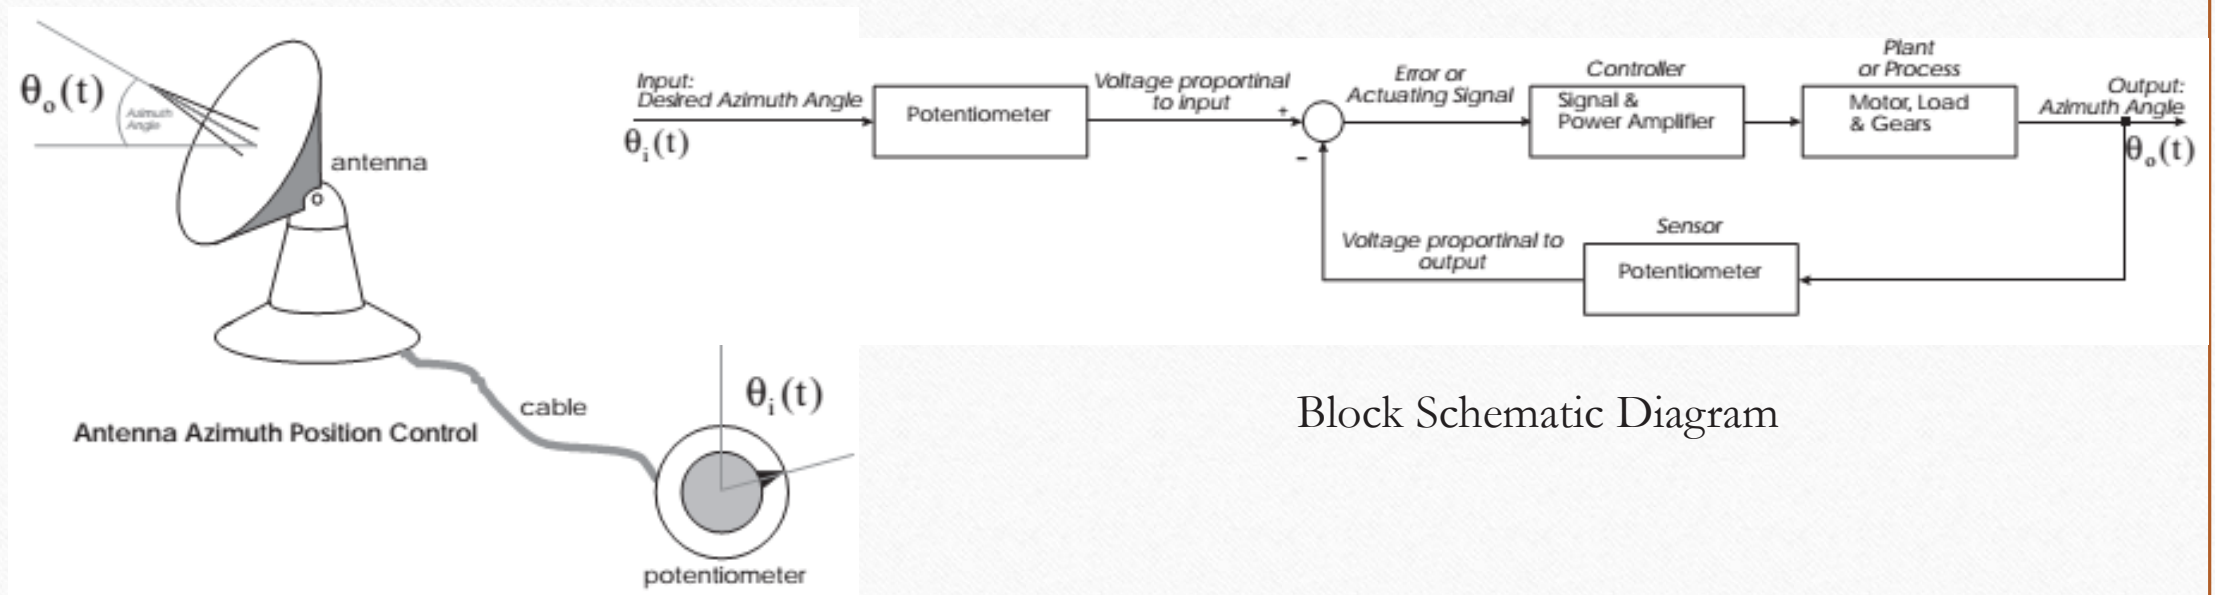 θo(t)
Azimuth
Angle
antenna
cable
Antenna Azimuth Position Control
θi(t)
potentiometer
Input:
Desired Azimuth Angle
θi(t)
Potentiometer
Voltage proportinal
to input
+
-
Error or
Actuating Signal
Controller
Signal &
Power Amplifier
Plant
or Process
Motor, Load
& Gears
Output:
Azimuth Angle
θo(t)
Sensor
Potentiometer
Voltage proportinal to
output
Block Schematic Diagram